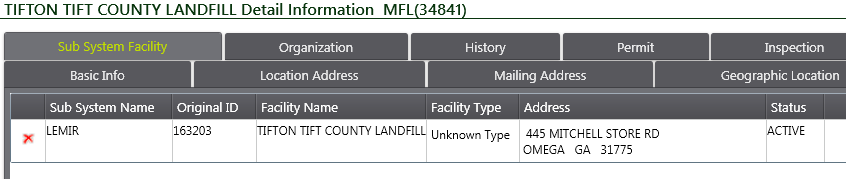 TIFTON TIFT COUNTY LANDFILL Detail Information MFL(34841)
Sub System Facility Organization History Permit Inspection
Basic Info Location Address Mailing Address Geographic Location
Sub System Name Original ID Facility Name Facility Type Address Status
LEMIR 163203 TIFTON TIFT COUNTY LANDFILL Unknown Type 445 MITCHELL STORE RD ACTIVE
OMEGA GA 31775